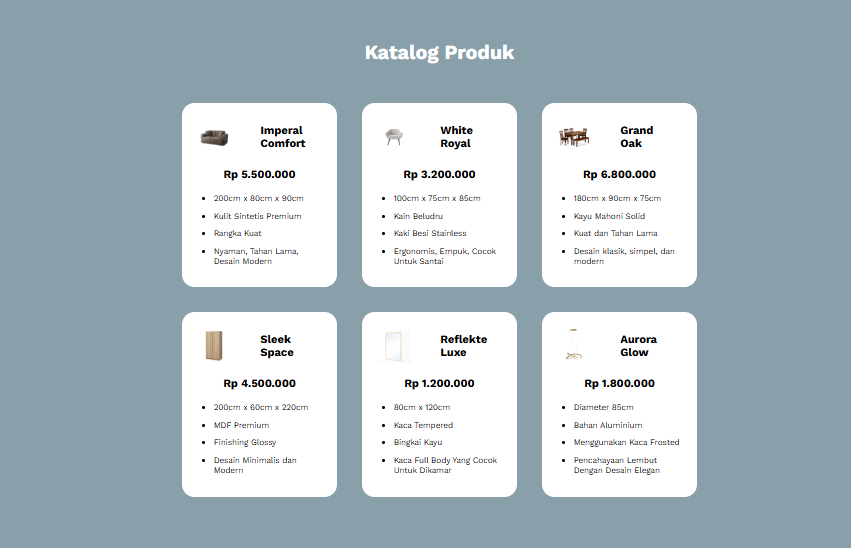 Katalog Produk
Imperal
Comfort
Rp 5.500.000
200cm x 80cm x 90cm
Kulit Sintetis Premium
Rangka Kuat
Nyaman, Tahan Lama,
Desain Modern
White
Royal
Rp 3.200.000
100cm x 75cm x 85cm
Kain Beludru
Kaki Besi Stainless
Ergonomis, Empuk, Cocok
Untuk Santai
Grand
Oak
Rp 6.800.000
180cm x 90cm x 75cm
Kayu Mahoni Solid
Kuat dan Tahan Lama
Desain klasik, simpel, dan
modern
Sleek
Space
Rp 4.500.000
200cm x 60cm x 220cm
MDF Premium
Finishing Glossy
Desain Minimalis dan
Modern
Reflekte
Luxe
Rp 1.200.000
80cm x 120cm
Kaca Tempered
Bingkai Kayu
Kaca Full Body Yang Cocok
Untuk Dikamar
Aurora
Glow
Rp 1.800.000
Diameter 85cm
Bahan Aluminium
Menggunakan Kaca Frosted
Pencahayaan Lembut
Dengan Desain Elegan